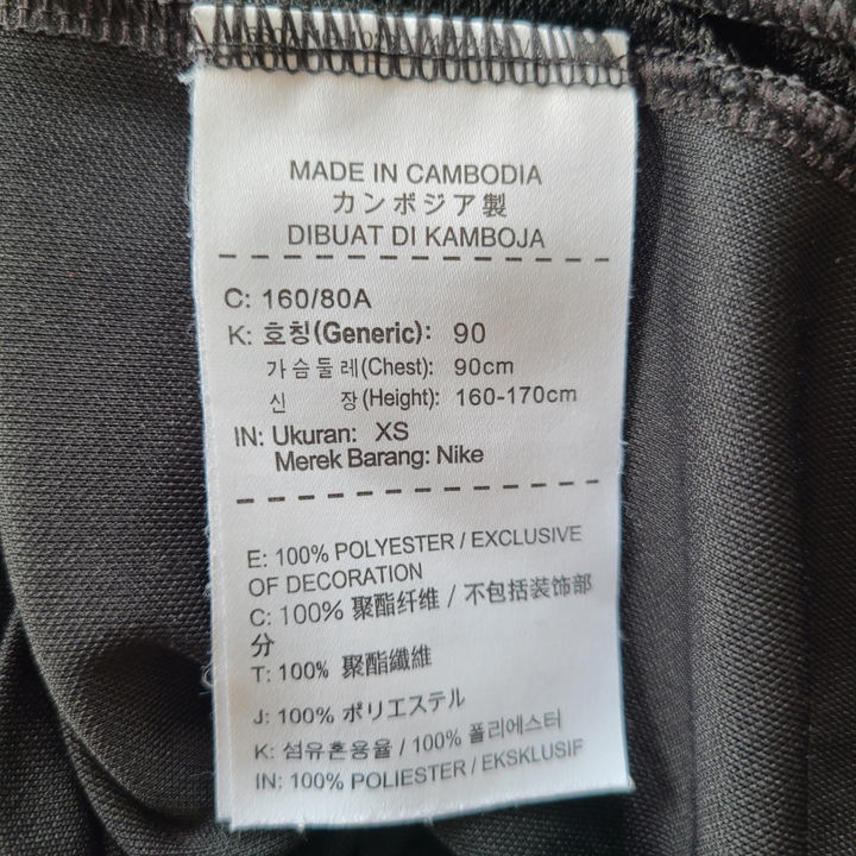 MADE IN CAMBODIA
カンボジア製
DIBUAT DI KAMBOJA
C: 160/80A
K: 호칭(Generic): 90
가슴둘레(Chest): 90cm
신 장(Height): 160-170cm
IN: Ukuran: XS
Merek Barang: Nike
E: 100% POLYESTER / EXCLUSIVE
OF DECORATION
C: 100% 聚酯纤维 / 不包括装饰部
分
T: 100% 聚酯纖維
J: 100% ポリエステル
K: 섬유혼용율 / 100% 폴리에스터
IN: 100% POLIESTER / EKSKLUSIF